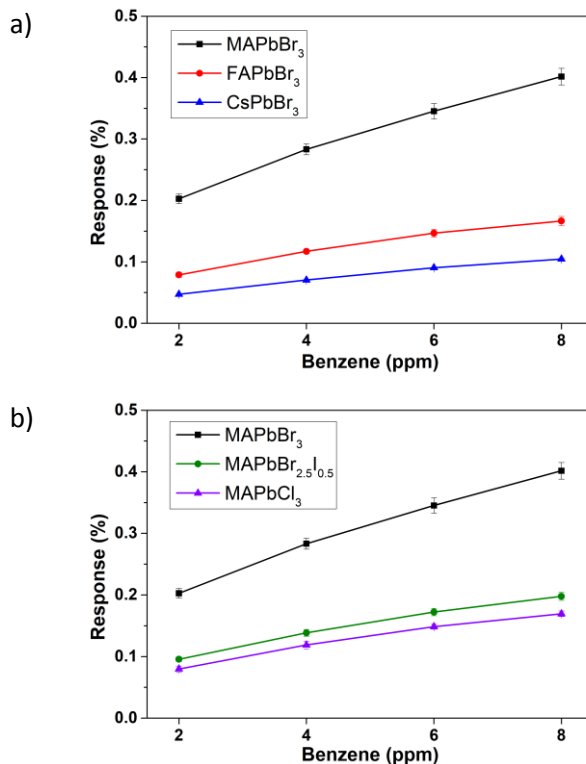 a)
0.5
0.4
0.3
0.2
0.1
0.0
Response (%)
MAPbBr₃
FAPbBr₃
CsPbBr₃
2 4 6 8
Benzene (ppm)
b)
0.5
0.4
0.3
0.2
0.1
0.0
Response (%)
MAPbBr₃
MAPbBr₂.₅I₀.₅
MAPbCl₃
2 4 6 8
Benzene (ppm)